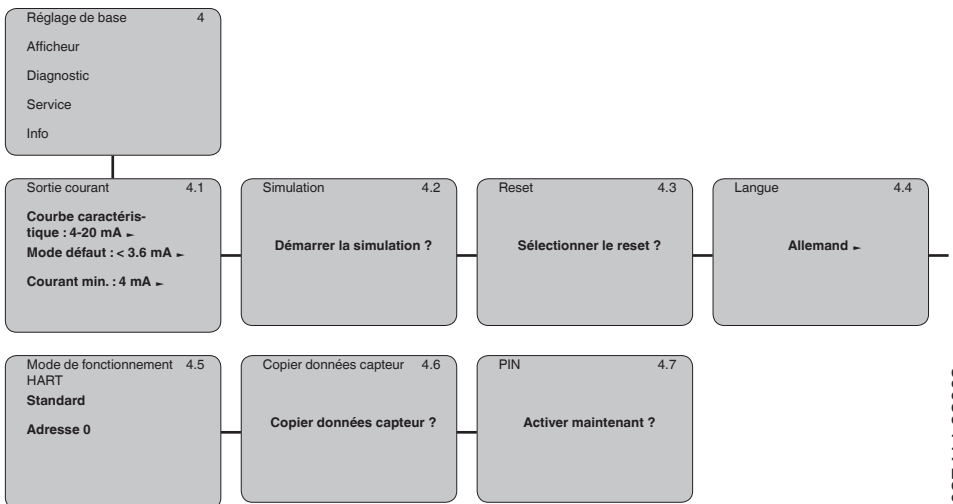 Réglage de base 4
Afficheur
Diagnostic
Service
Info
Sortie courant 4.1
Courbe caractéris-
tique : 4-20 mA ►
Mode défaut : < 3.6 mA ►
Courant min. : 4 mA ►
Simulation 4.2
Démarrer la simulation ?
Reset 4.3
Sélectionner le reset ?
Langue 4.4
Allemand ►
Mode de fonctionnement 4.5
HART
Standard
Adresse 0
Copier données capteur 4.6
Copier données capteur ?
PIN 4.7
Activer maintenant ?